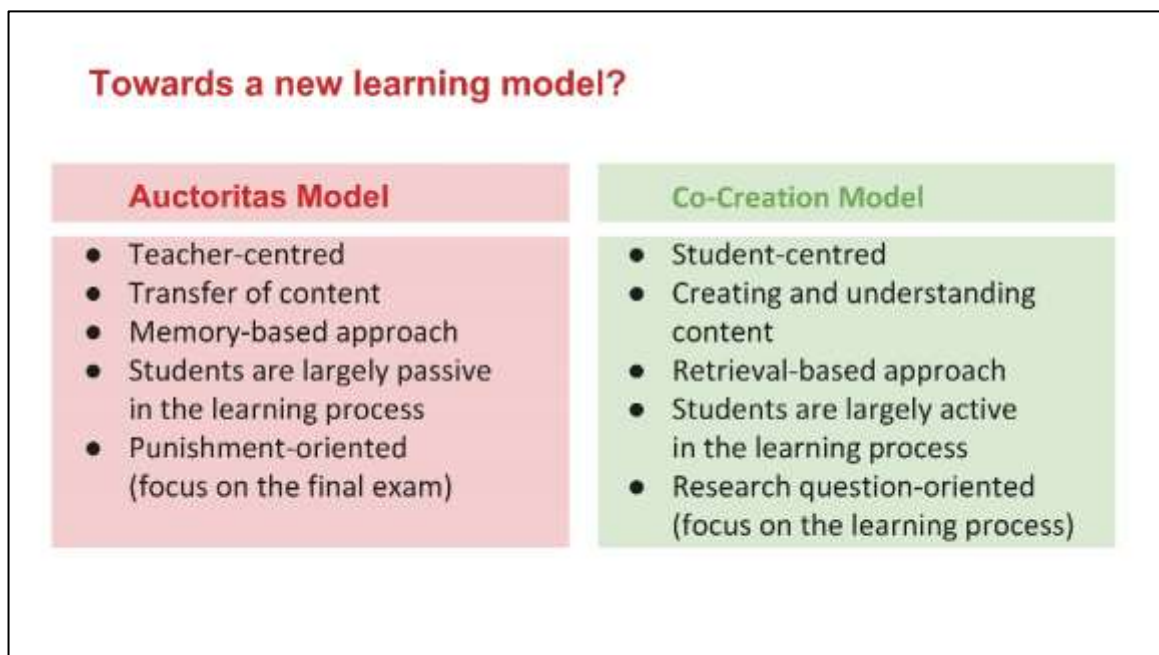 Towards a new learning model?
Auctoritas Model
● Teacher-centred
● Transfer of content
● Memory-based approach
● Students are largely passive
in the learning process
● Punishment-oriented
(focus on the final exam)
Co-Creation Model
● Student-centred
● Creating and understanding
content
● Retrieval-based approach
● Students are largely active
in the learning process
● Research question-oriented
(focus on the learning process)